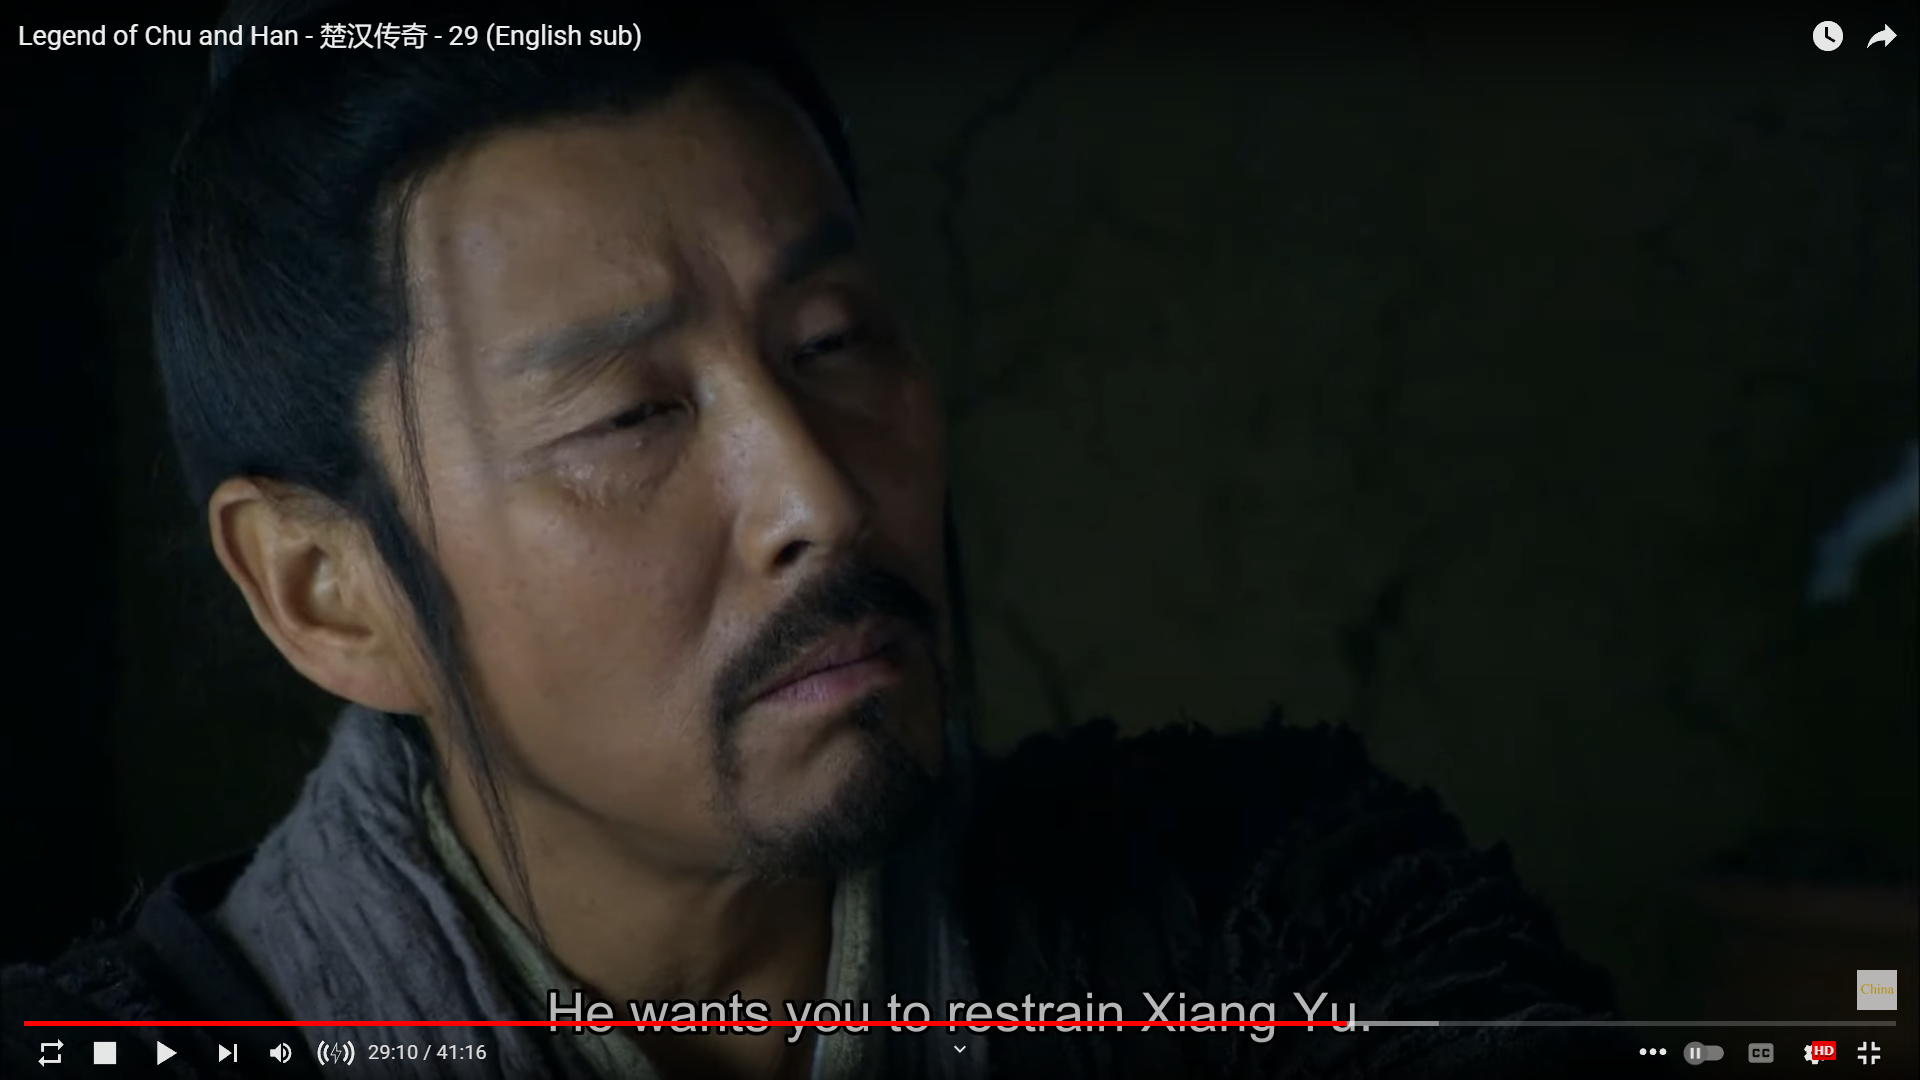 Legend of Chu and Han - 楚汉传奇 - 29 (English sub)
China
He wants you to restrain Xiang Yu.
29:10 / 41:16
CC
HD